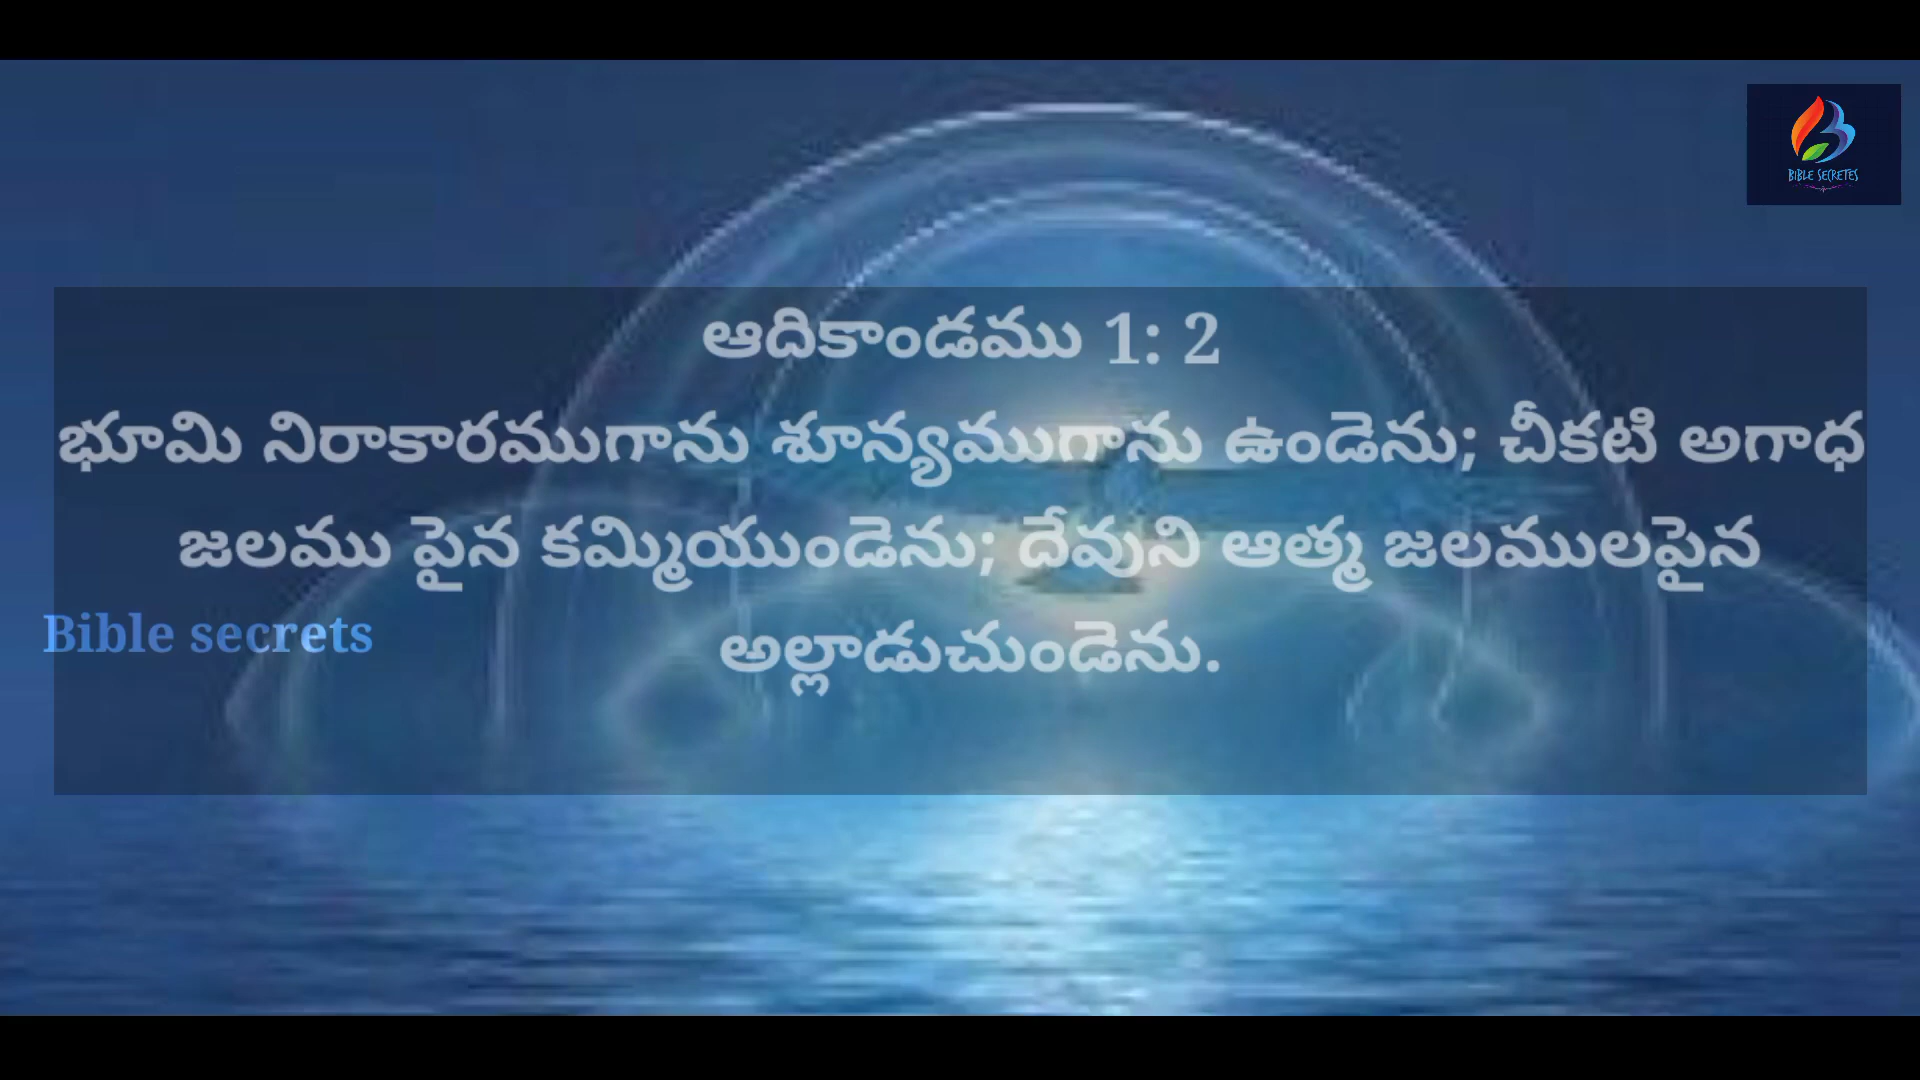 BIBLE SECRETES
ఆదికాండము 1: 2
భూమి నిరాకారముగాను శూన్యముగాను ఉండెను; చీకటి అగాధ
జలము పైన కమ్మియుండెను; దేవుని ఆత్మ జలములపైన
అల్లాడుచుండెను.
Bible secrets